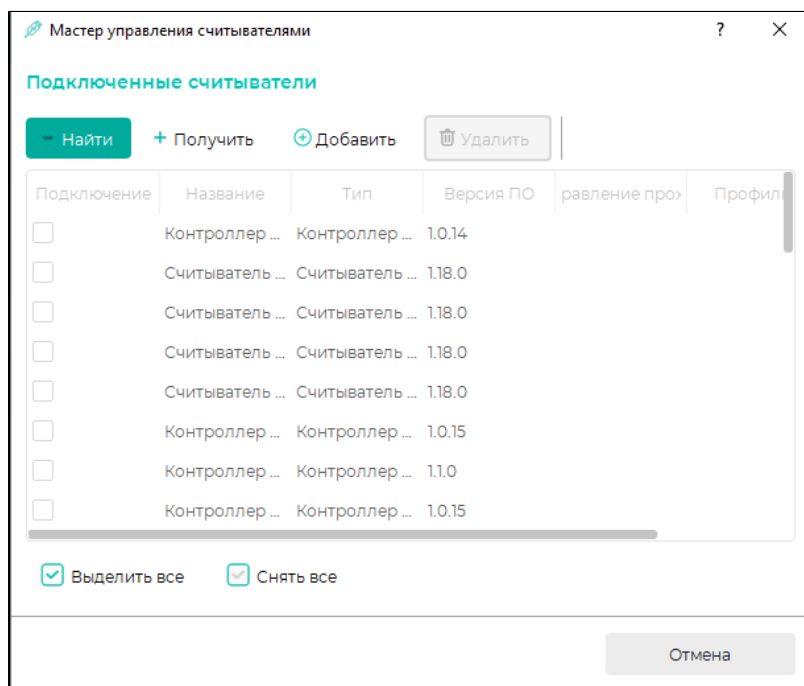 Мастер управления считывателями ?
Подключенные считыватели
Найти + Получить Добавить Удалить
Подключение Название Тип Версия ПО равление прох Профил
Контроллер ... Контроллер ... 1.0.14
Считыватель ... Считыватель ... 1.18.0
Считыватель ... Считыватель ... 1.18.0
Считыватель ... Считыватель ... 1.18.0
Считыватель ... Считыватель ... 1.18.0
Контроллер ... Контроллер ... 1.0.15
Контроллер ... Контроллер ... 1.1.0
Контроллер ... Контроллер ... 1.0.15
Выделить все Снять все
Отмена